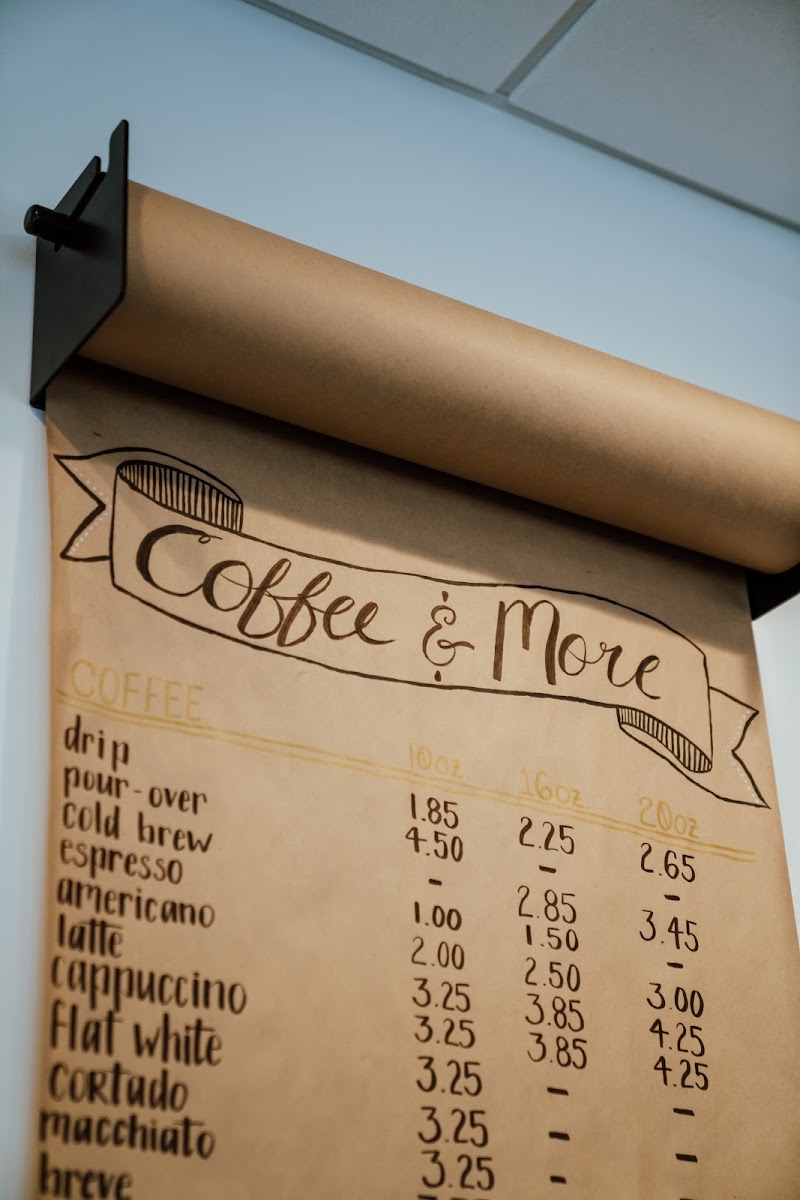 Coffee & More
COFFEE 10oz 16oz 20oz
drip 1.85 2.25 2.65
pour-over 4.50 - -
cold brew - 2.85 3.45
espresso 1.00 1.50 -
americano 2.00 2.50 3.00
latte 3.25 3.85 4.25
cappuccino 3.25 3.85 4.25
flat white 3.25 - -
cortado 3.25 - -
macchiato 3.25 -
breve